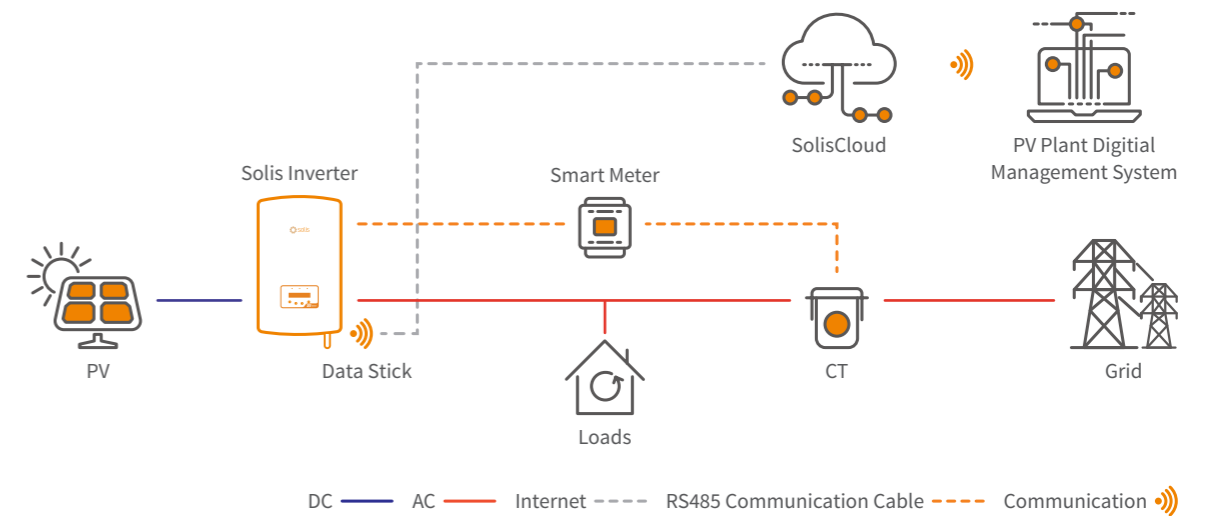 SolisCloud
PV Plant Digitial
Management System
Solis Inverter
Smart Meter
solis
PV
Data Stick
CT
Grid
Loads
DC
AC
Internet
RS485 Communication Cable
Communication